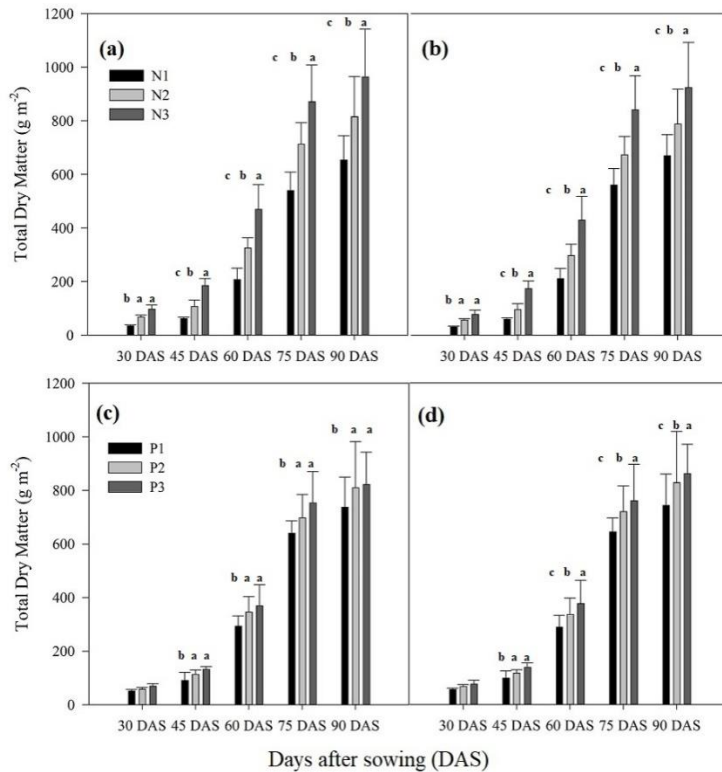 1200
1000
800
600
400
200
0
Total Dry Matter (g m-2)
(a)
N1
N2
N3
b a a
c b a
c b a
c b a
c b a
30 DAS 45 DAS 60 DAS 75 DAS 90 DAS
(b)
b a a
c b a
c b a
c b a
c b a
30 DAS 45 DAS 60 DAS 75 DAS 90 DAS
1200
1000
800
600
400
200
0
Total Dry Matter (g m-2)
(c)
P1
P2
P3
b a a
b a a
b a a
b a a
30 DAS 45 DAS 60 DAS 75 DAS 90 DAS
(d)
b a a
c b a
c b a
c b a
30 DAS 45 DAS 60 DAS 75 DAS 90 DAS
Days after sowing (DAS)